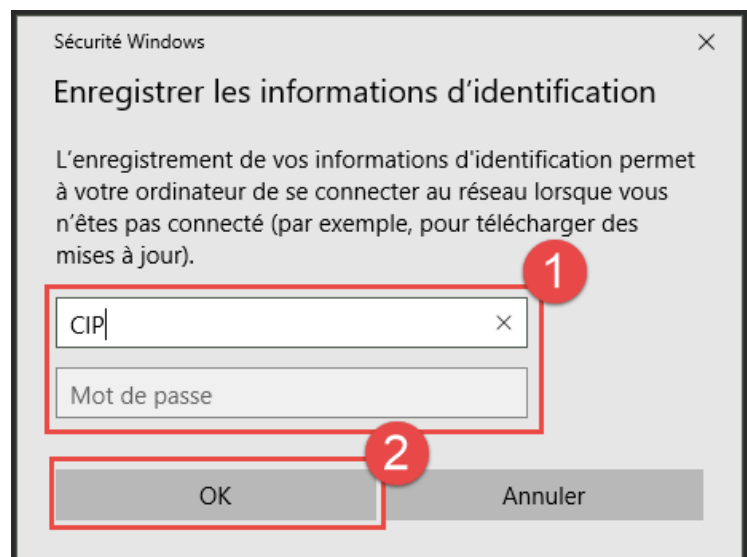 Sécurité Windows
Enregistrer les informations d’identification
L’enregistrement de vos informations d'identification permet
à votre ordinateur de se connecter au réseau lorsque vous
n’êtes pas connecté (par exemple, pour télécharger des
mises à jour).
1
CIP
Mot de passe
2
OK Annuler